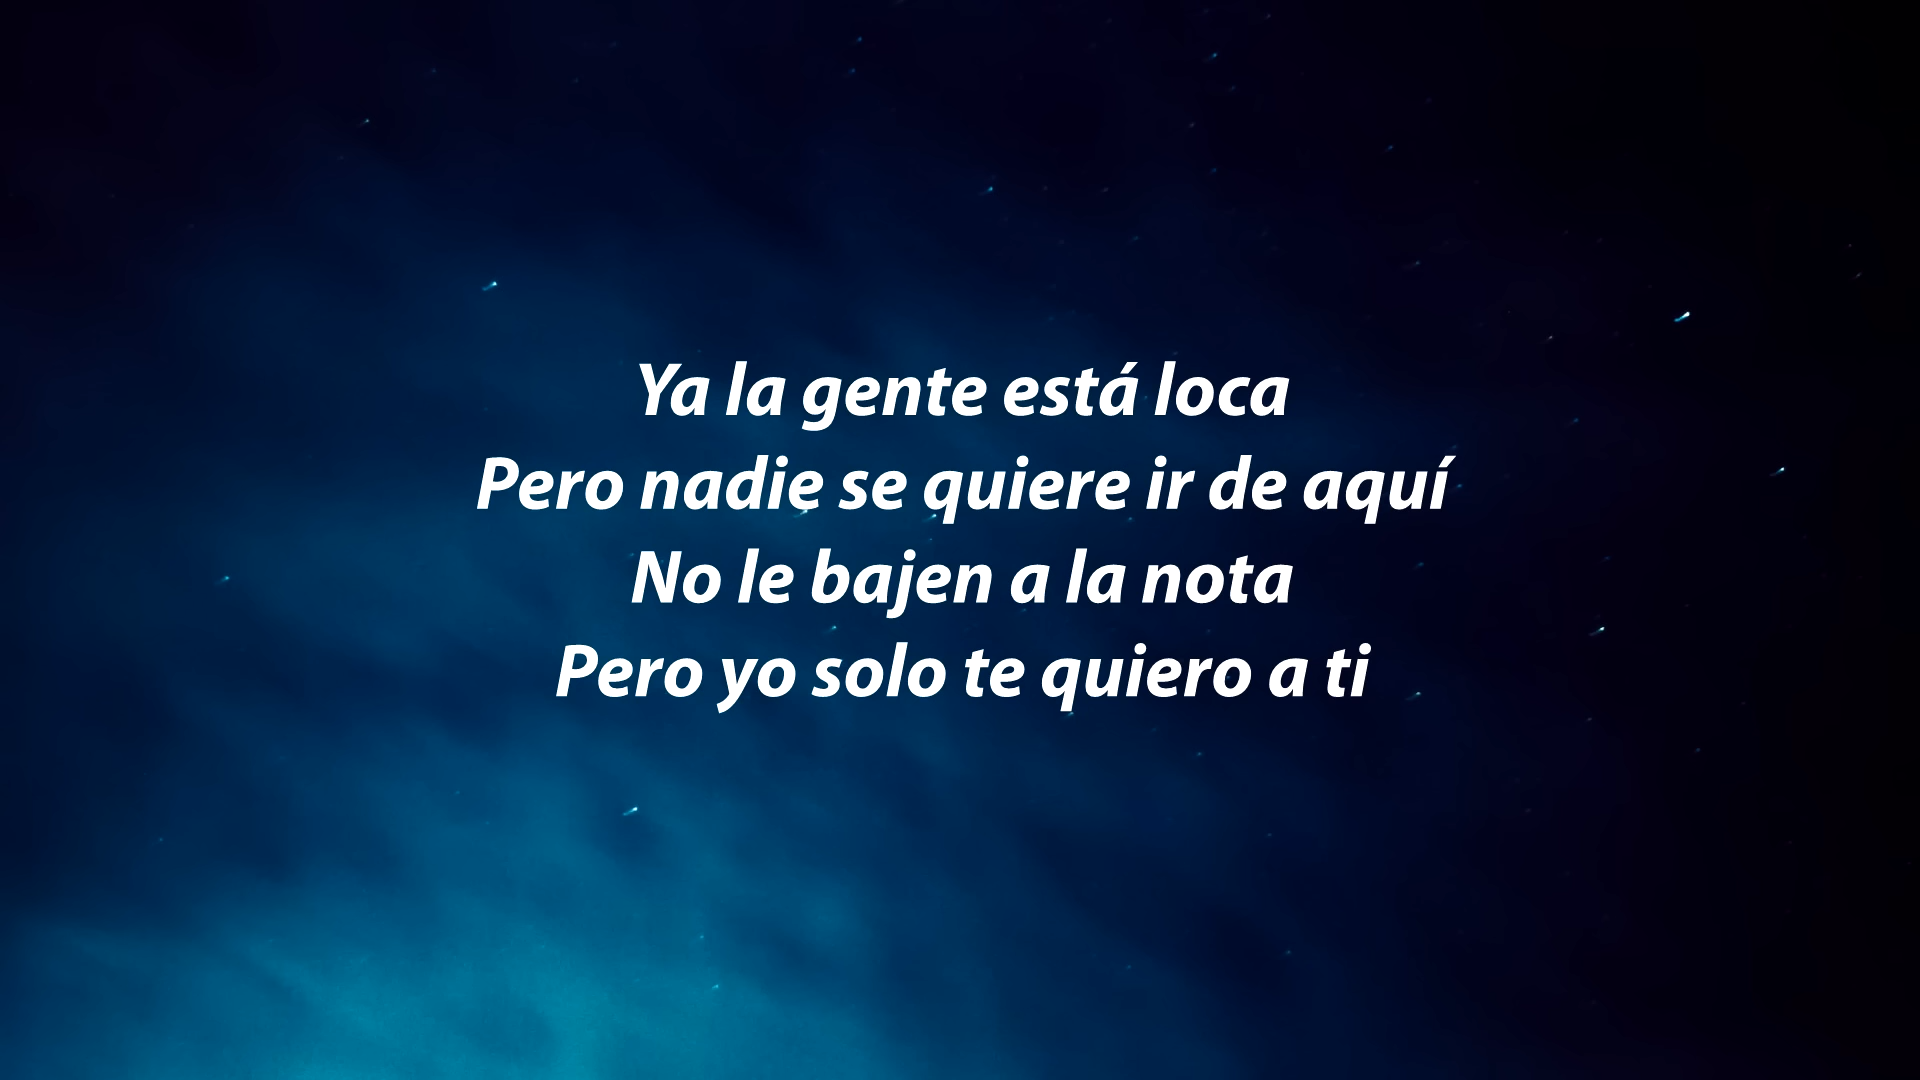 Ya la gente está loca
Pero nadie se quiere ir de aquí
No le bajen a la nota
Pero yo solo te quiero a ti